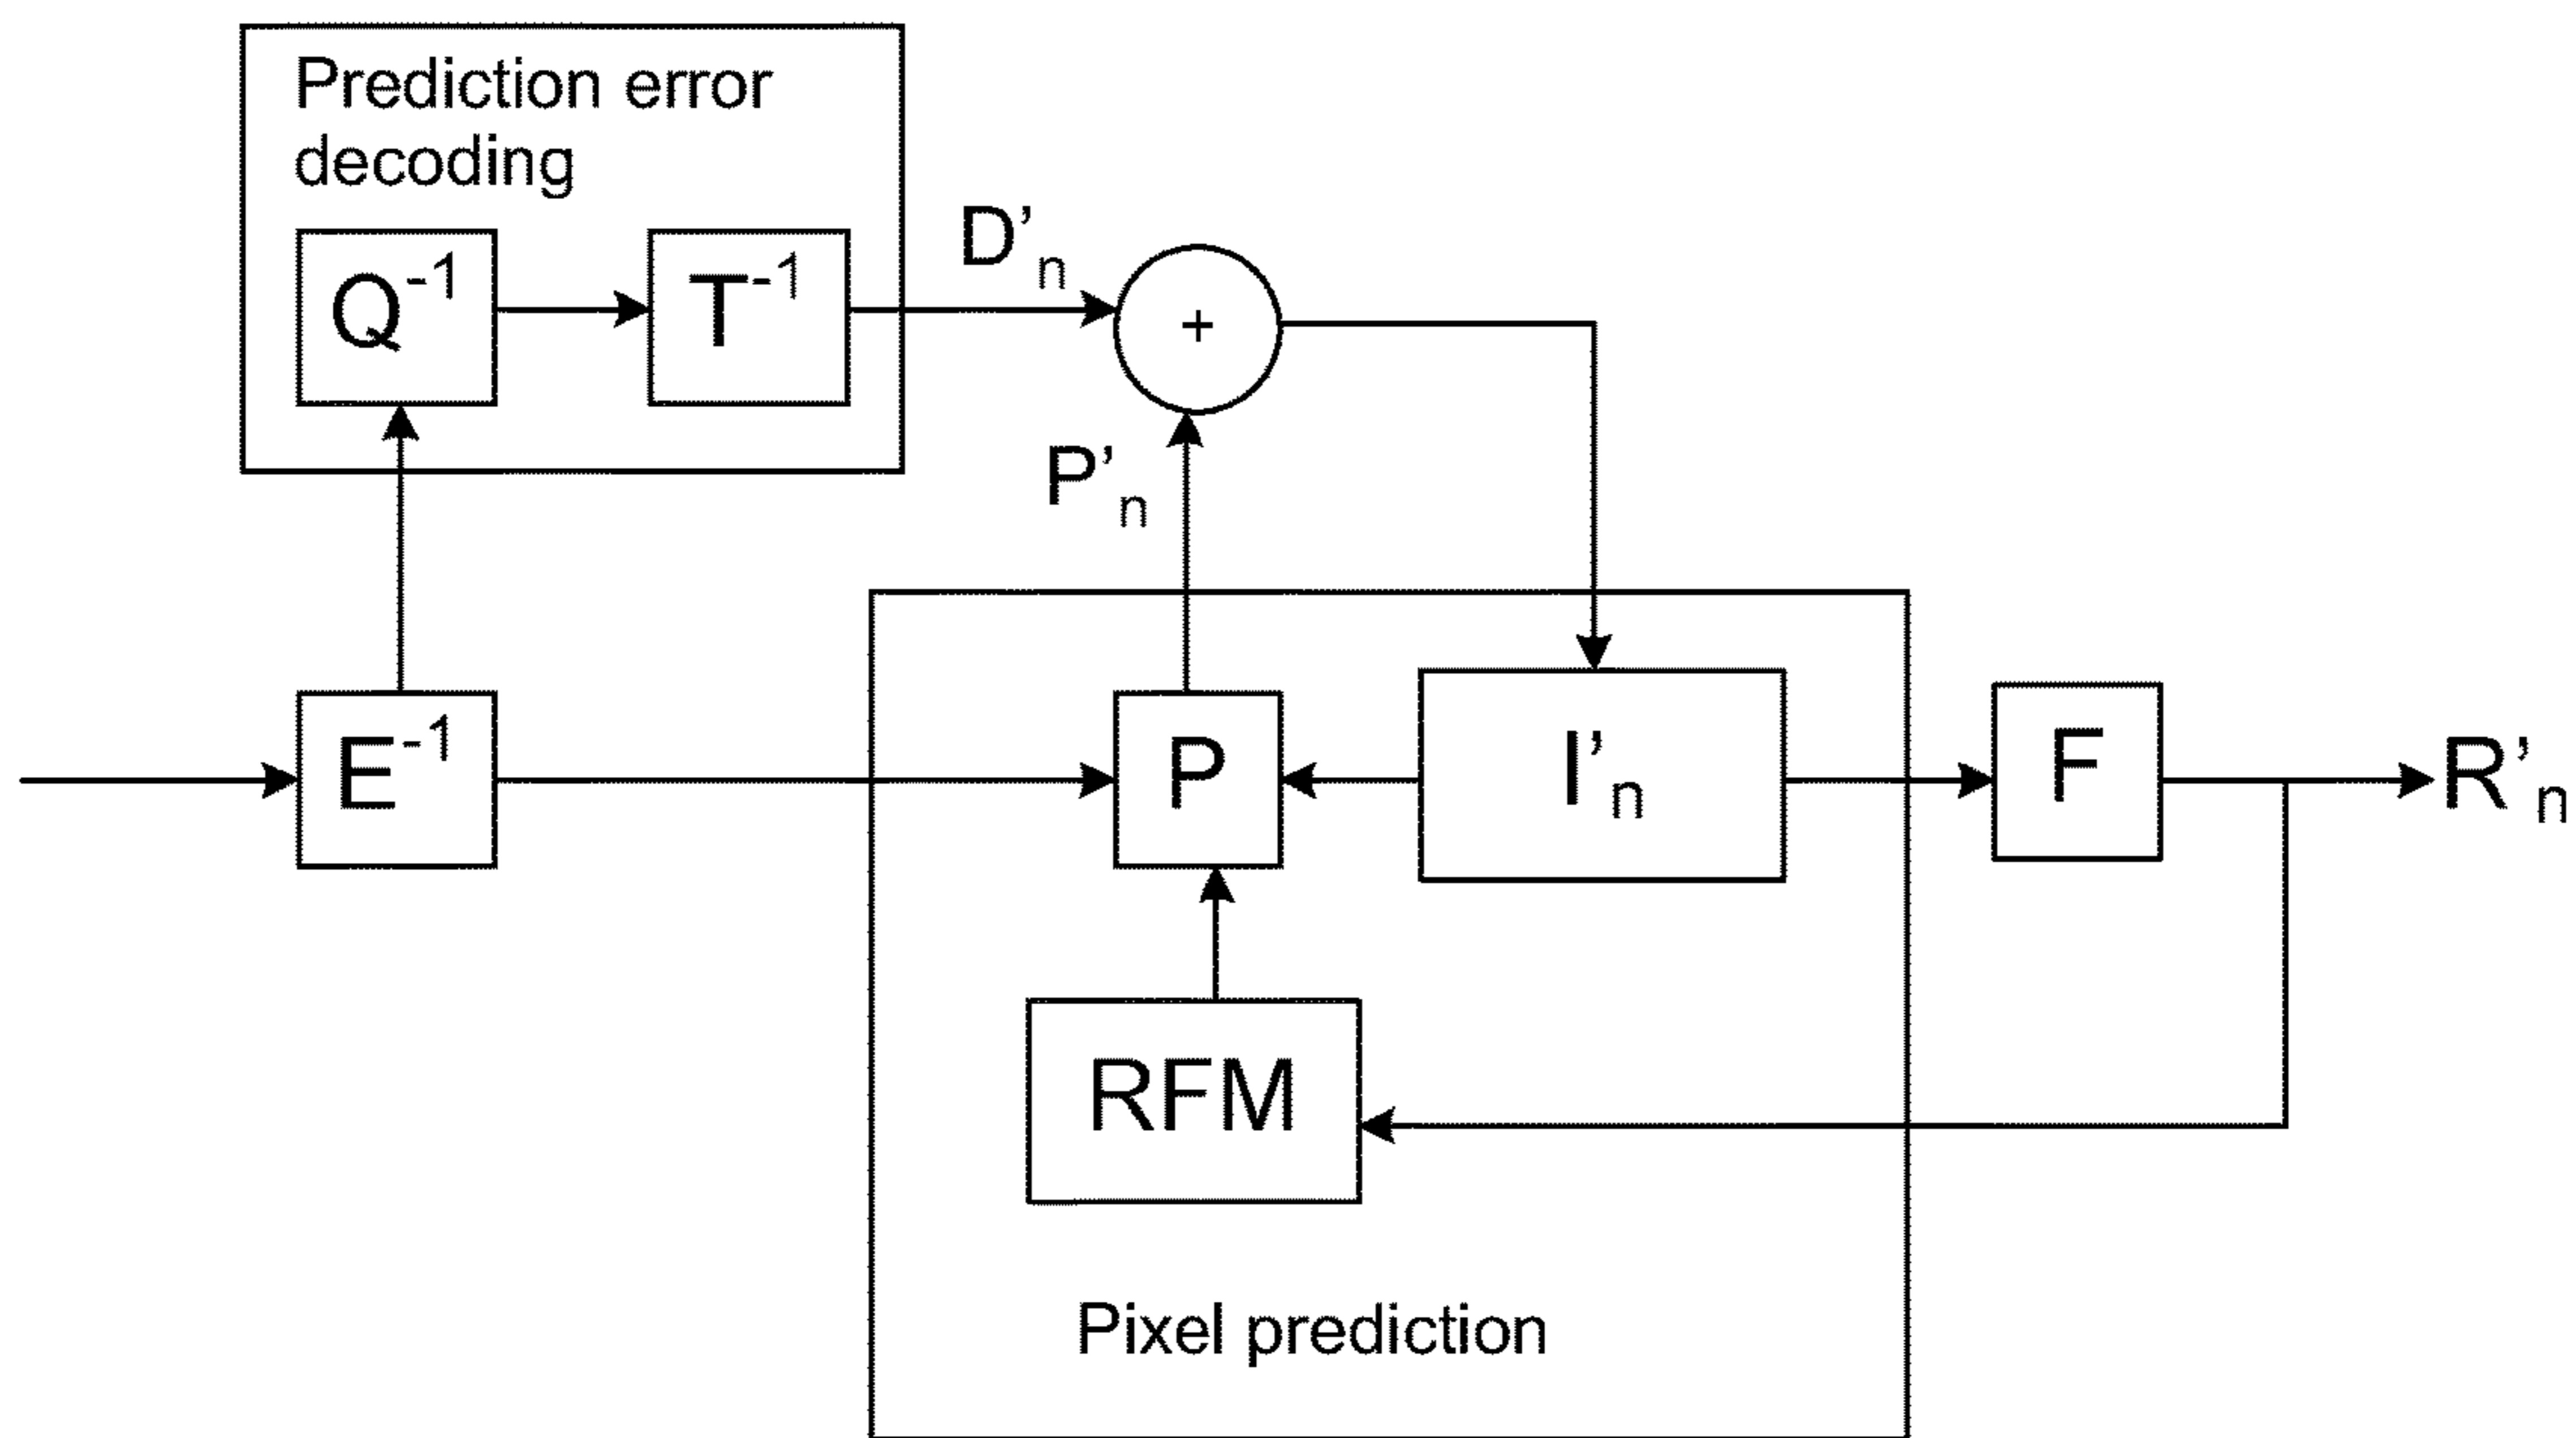 Prediction error
decoding
Q⁻¹
T⁻¹
D’ₙ
+
P’ₙ
E⁻¹
P
I’ₙ
F
R’ₙ
RFM
Pixel prediction